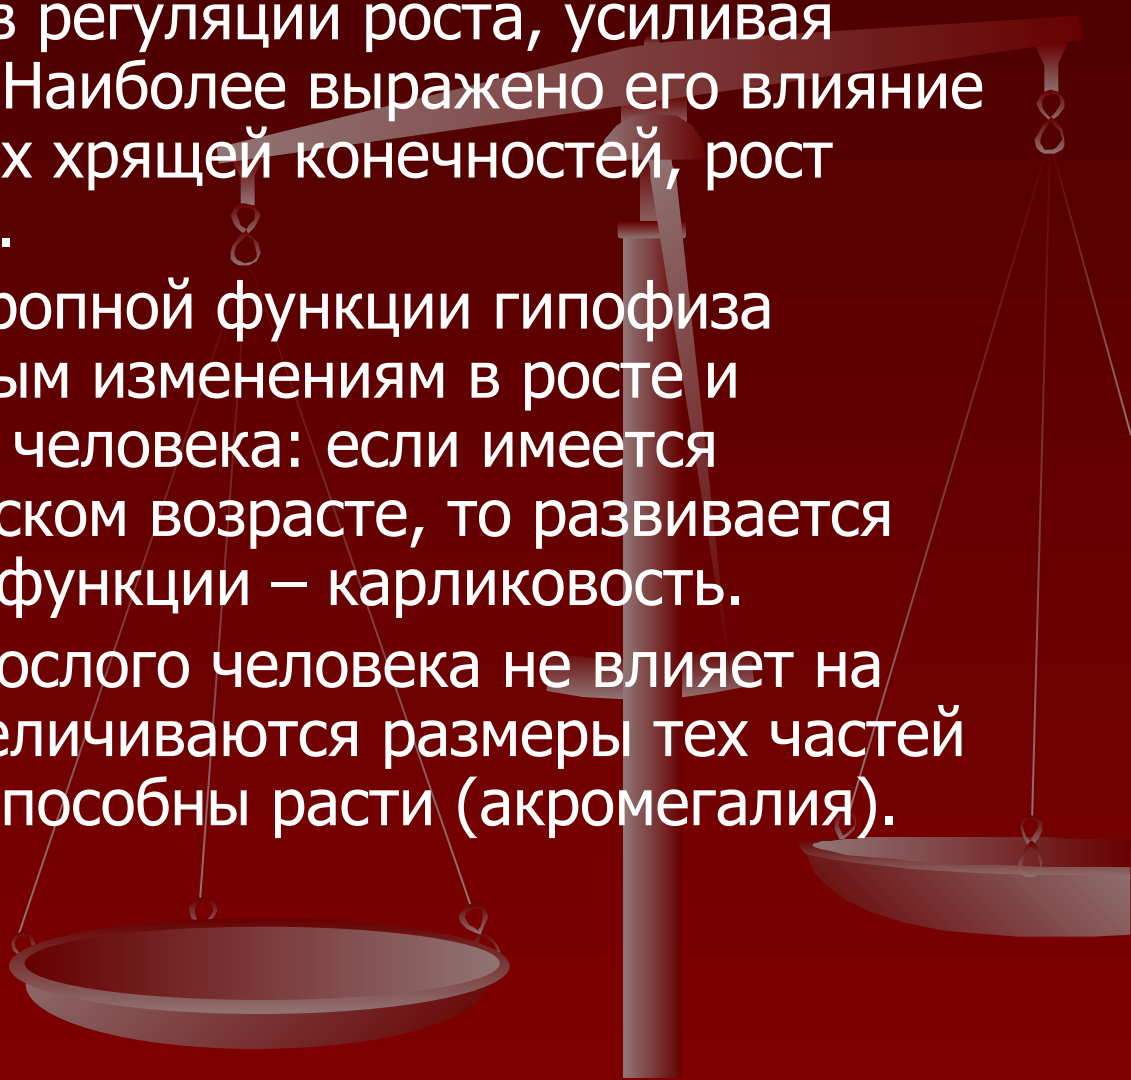 в регуляции роста, усиливая
Наиболее выражено его влияние
х хрящей конечностей, рост
.
ропной функции гипофиза
ым изменениям в росте и
человека: если имеется
ском возрасте, то развивается
функции – карликовость.
ослого человека не влияет на
еличиваются размеры тех частей
пособны расти (акромегалия).